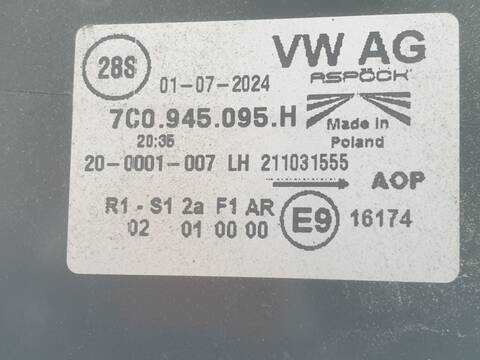 28S
01-07-2024
VW AG
ASPÖCK
7C0.945.095.H
20:35
Made in
Poland
20-0001-007 LH 211031555
AOP
R1 - S1 2a F1 AR
02 01 00 00
E9
16174